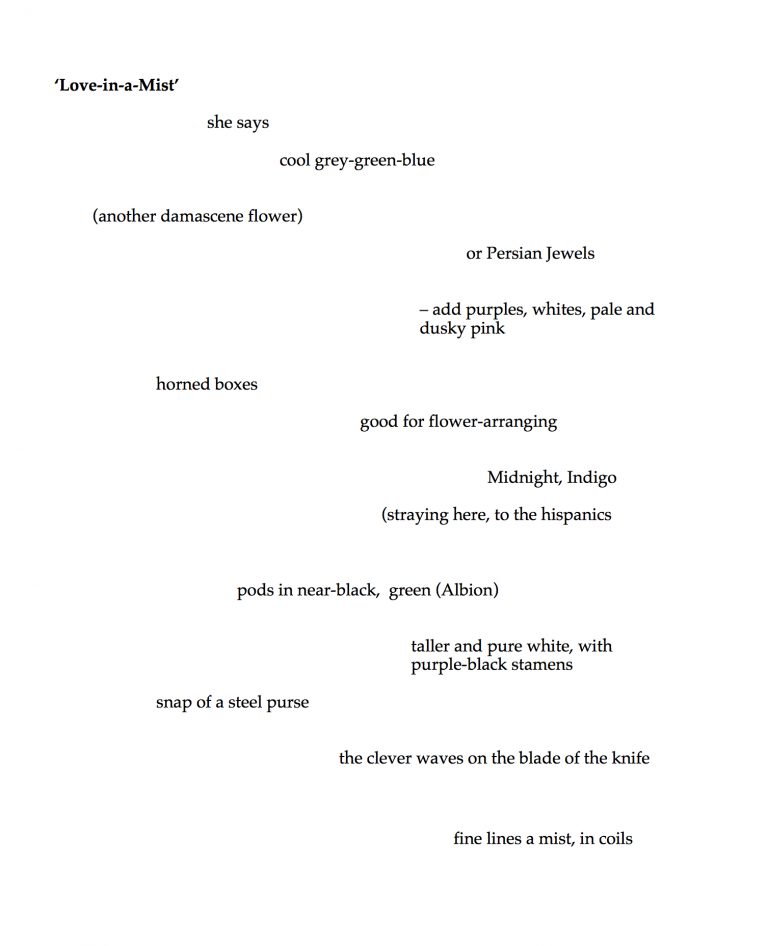 ‘Love-in-a-Mist’
she says
cool grey-green-blue
(another damascene flower)
or Persian Jewels
– add purples, whites, pale and
dusky pink
horned boxes
good for flower-arranging
Midnight, Indigo
(straying here, to the hispanics
pods in near-black,  green (Albion)
taller and pure white, with
purple-black stamens
snap of a steel purse
the clever waves on the blade of the knife
fine lines a mist, in coils